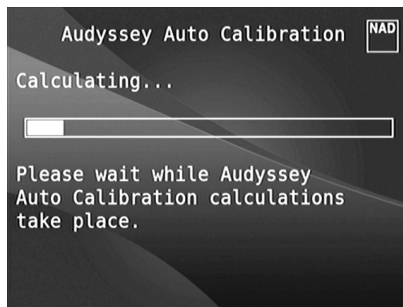 Audyssey Auto Calibration
NAD
Calculating...
Please wait while Audyssey
Auto Calibration calculations
take place.